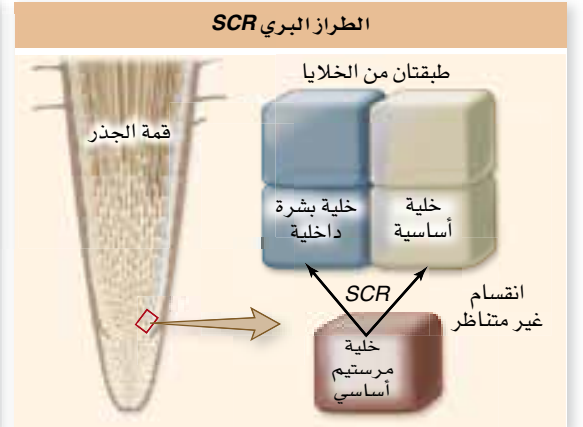 الطراز البري SCR
طبقتان من الخلايا
قمة الجذر
خلية بشرة
داخلية
خلية
أساسية
SCR
انقسام
غير متناظر
خلية
مرستيم
أساسي